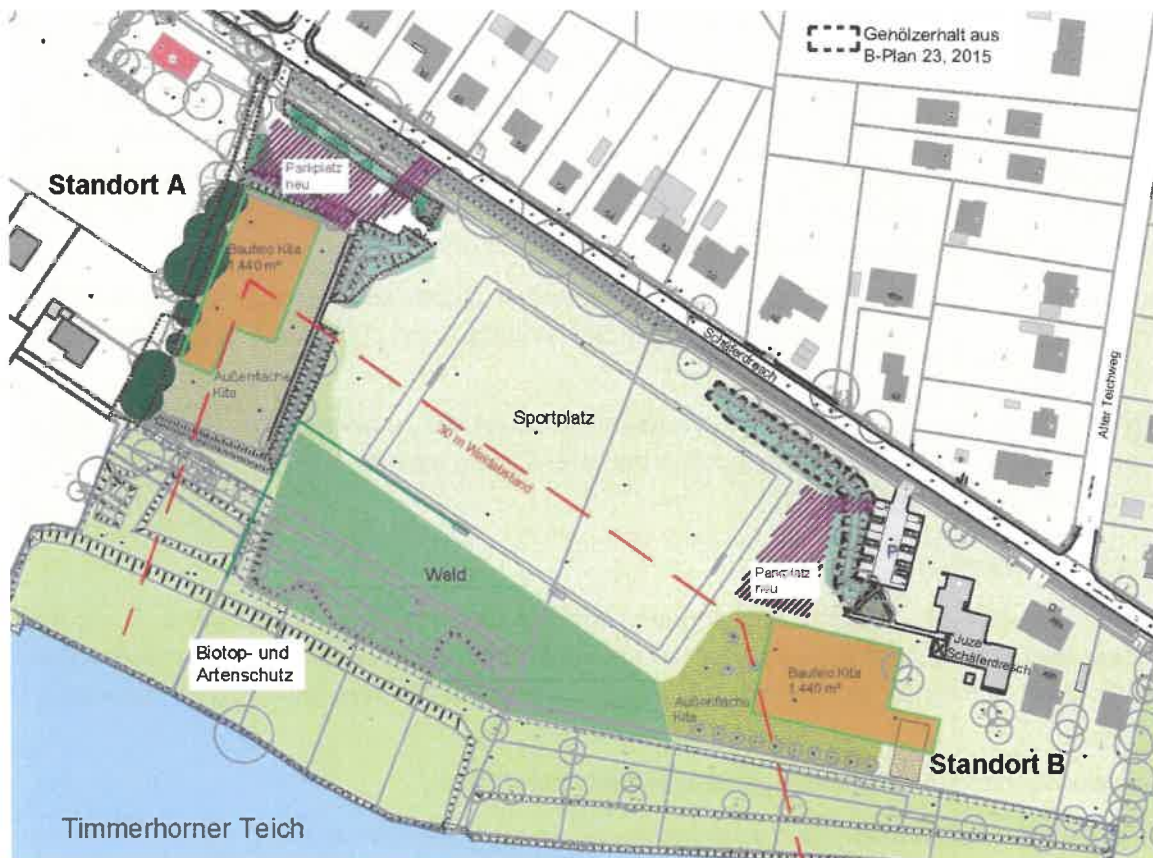 Gehölzerhalt aus
B-Plan 23, 2015
Standort A
Parkplatz
neu
Baufeld Kita
1.440 m²
Außenfläche
Kita
Schäferdresch
Alter Teichweg
Sportplatz
30 m Waldabstand
P
Parkplatz
neu
Wald
Juze
Schäferdresch
Biotop- und
Artenschutz
Baufeld Kita
1.440 m²
Außenfläche
Kita
Standort B
Timmerhorner Teich